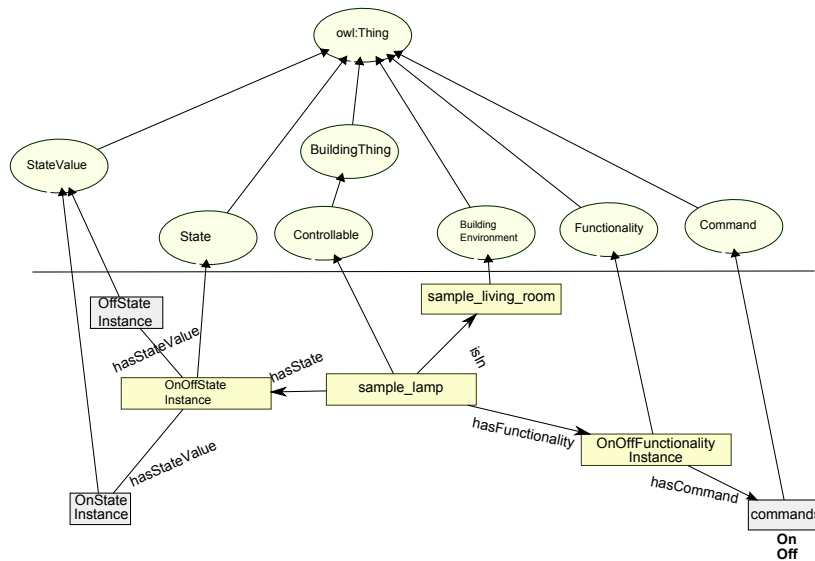 owl:Thing
BuildingThing
StateValue
State
Controllable
Building
Environment
Functionality
Command
sample_living_room
OffState
Instance
hasStateValue
isIn
hasState
OnOffState
Instance
sample_lamp
hasFunctionality
OnOffFunctionality
Instance
hasStateValue
hasCommand
OnState
Instance
commands
On
Off